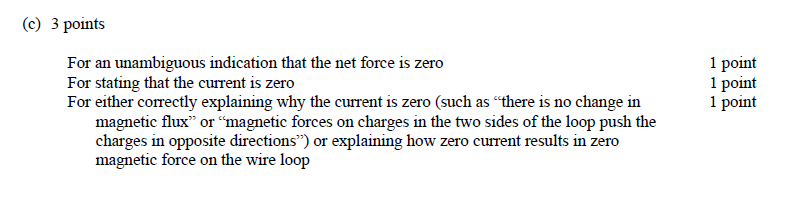 (c) 3 points
For an unambiguous indication that the net force is zero 1 point
For stating that the current is zero 1 point
For either correctly explaining why the current is zero (such as “there is no change in 1 point
magnetic flux” or “magnetic forces on charges in the two sides of the loop push the
charges in opposite directions”) or explaining how zero current results in zero
magnetic force on the wire loop